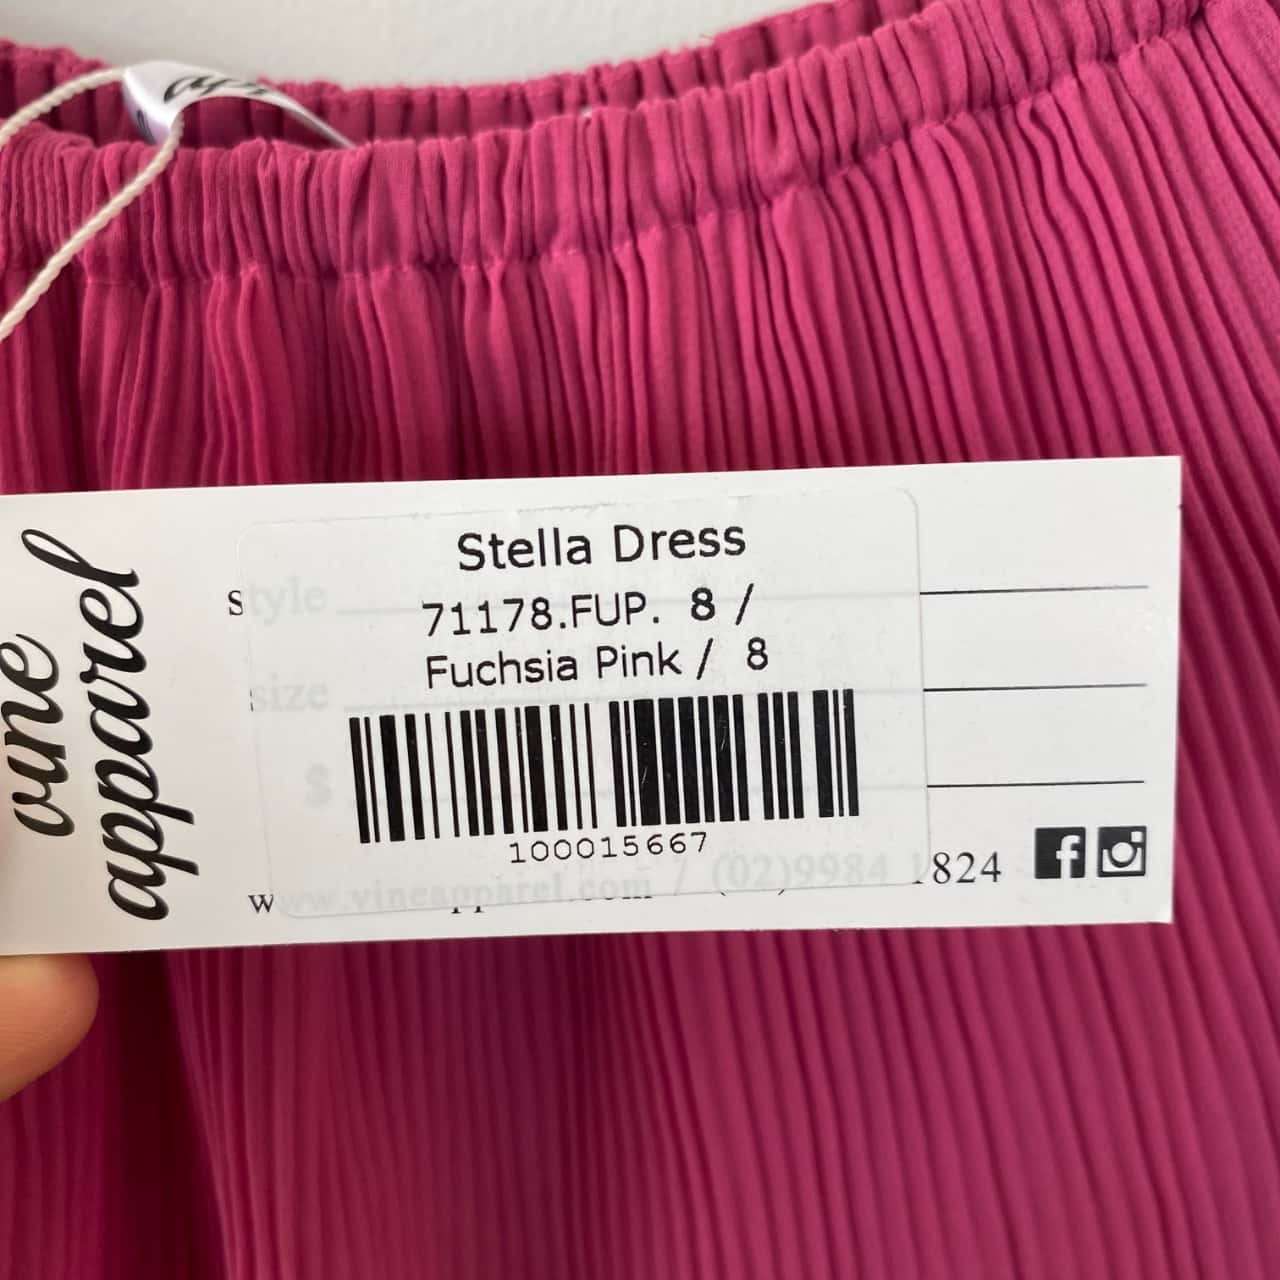 vine
apparel
Stella Dress
style
71178.FUP. 8 /
Fuchsia Pink / 8
size
$
100015667
www.vineapparel.com / (02)9984 1824